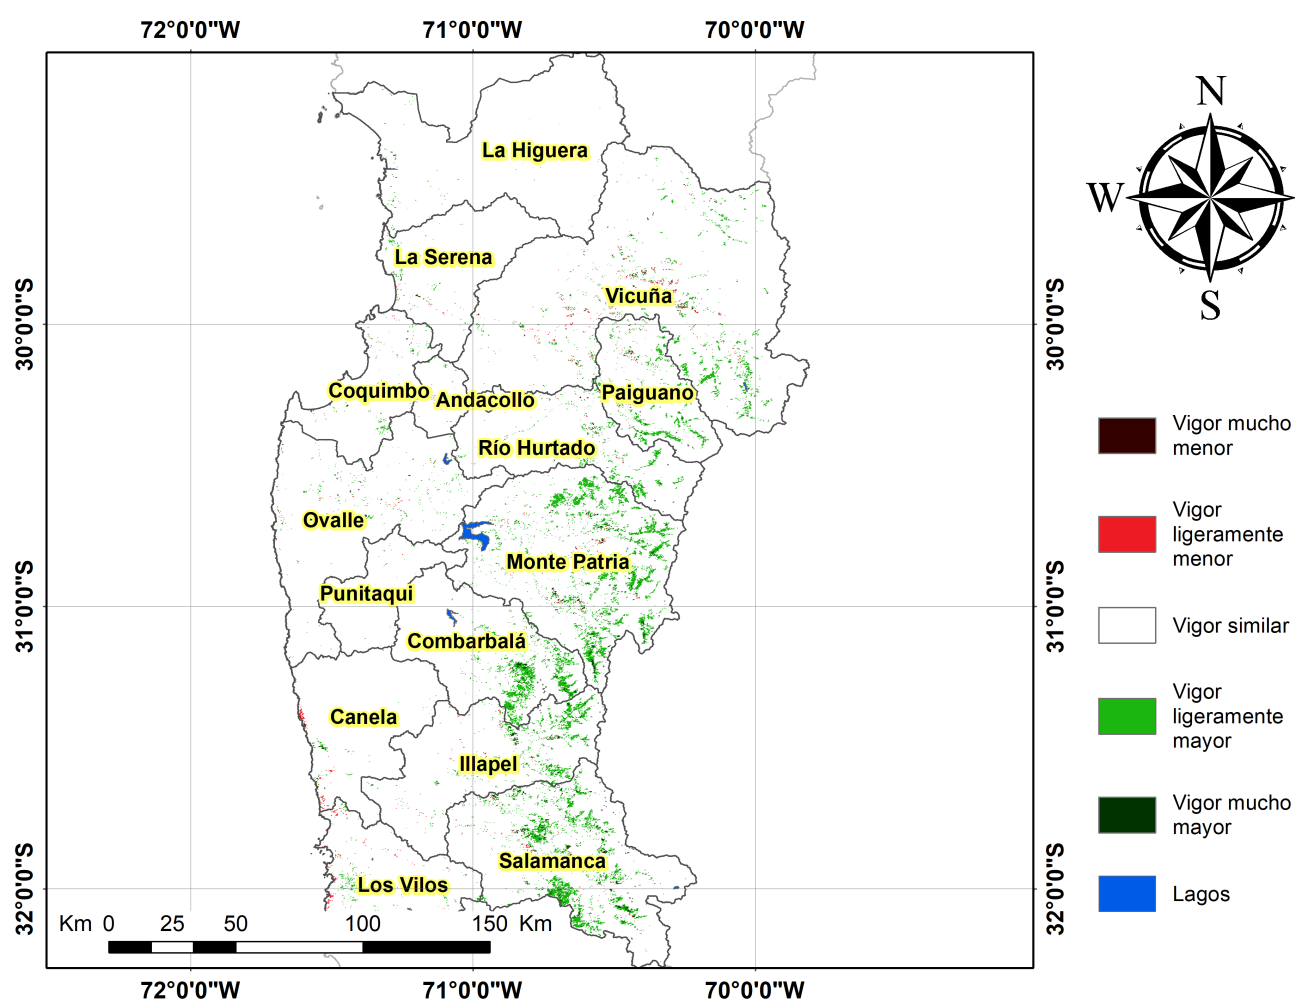 72°0'0"W 71°0'0"W 70°0'0"W
N
W
S
La Higuera
La Serena
Vicuña
30°0'0"S 30°0'0"S
Coquimbo
Andacollo
Paiguano
Río Hurtado
Vigor mucho
menor
Ovalle
Vigor
ligeramente
menor
Monte Patria
Punitaqui
31°0'0"S 31°0'0"S
Combarbalá
Vigor similar
Canela
Vigor
ligeramente
mayor
Illapel
Vigor mucho
mayor
Salamanca
Los Vilos
32°0'0"S 32°0'0"S
Lagos
Km 0 25 50 100 150 Km
72°0'0"W 71°0'0"W 70°0'0"W